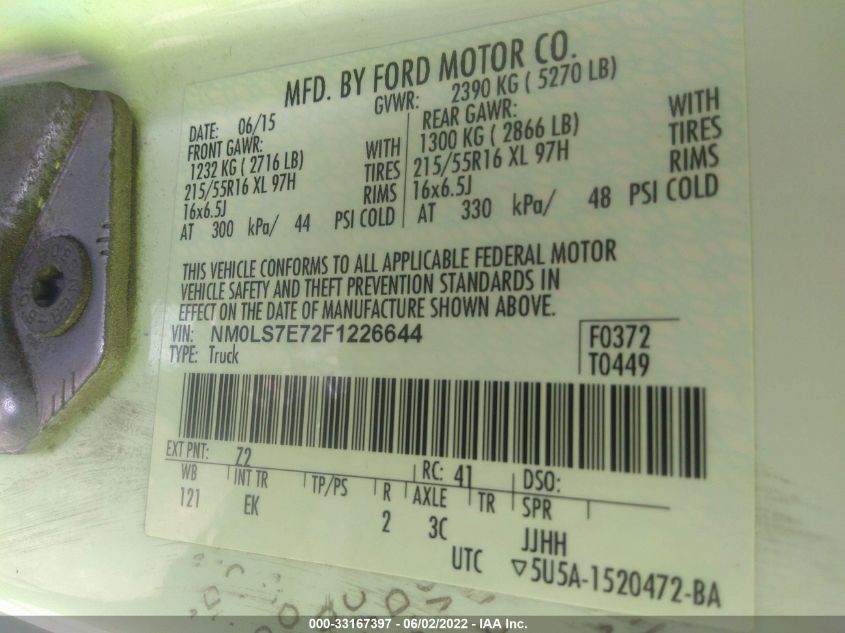 MFD. BY FORD MOTOR CO.
DATE: 06/15 GVWR: 2390 KG ( 5270 LB)
FRONT GAWR: REAR GAWR:
1232 KG ( 2716 LB) WITH 1300 KG ( 2866 LB) WITH
215/55R16 XL 97H TIRES 215/55R16 XL 97H TIRES
16x6.5J RIMS 16x6.5J RIMS
AT 300 kPa/ 44 PSI COLD AT 330 kPa/ 48 PSI COLD
THIS VEHICLE CONFORMS TO ALL APPLICABLE FEDERAL MOTOR
VEHICLE SAFETY AND THEFT PREVENTION STANDARDS IN
EFFECT ON THE DATE OF MANUFACTURE SHOWN ABOVE.
VIN: NM0LS7E72F1226644 F0372
TYPE: Truck T0449
EXT PNT: Z2 RC: 41 DSO:
WB INT TR TP/PS R AXLE TR SPR
121 EK 2 3C JJHH
UTC ▽5U5A-1520472-BA
000-33167397 - 06/02/2022 - IAA Inc.